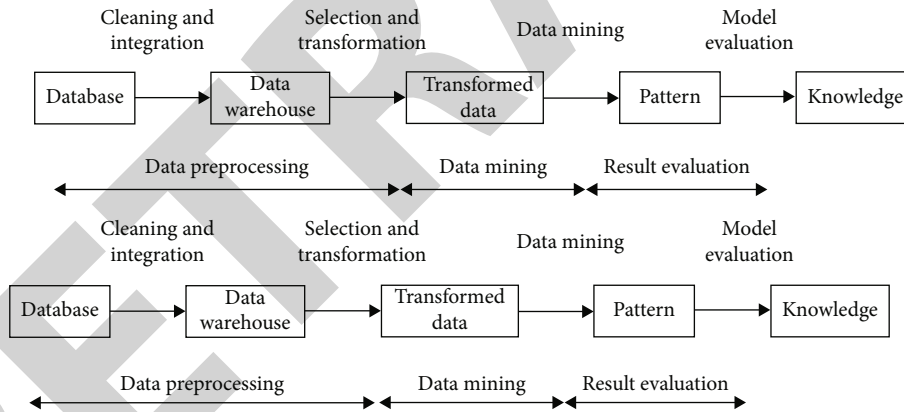 Cleaning and
integration
Selection and
transformation
Data mining
Model
evaluation
Database
Data
warehouse
Transformed
data
Pattern
Knowledge
Data preprocessing
Data mining
Result evaluation
Cleaning and
integration
Selection and
transformation
Data mining
Model
evaluation
Database
Data
warehouse
Transformed
data
Pattern
Knowledge
Data preprocessing
Data mining
Result evaluation